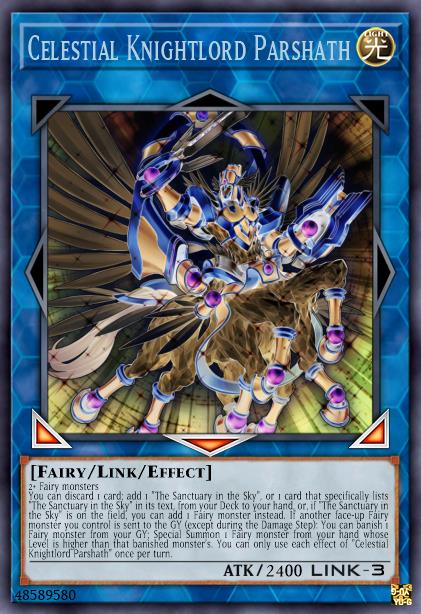 CELESTIAL KNIGHTLORD PARSHATH
LIGHT
光
[FAIRY/LINK/EFFECT]
2+ Fairy monsters
You can discard 1 card; add 1 "The Sanctuary in the Sky", or 1 card that specifically lists
"The Sanctuary in the Sky" in its text, from your Deck to your hand, or, if "The Sanctuary in the
Sky" is on the field, you can add 1 Fairy monster instead. If another face-up Fairy
monster you control is sent to the GY (except during the Damage Step): You can banish
1 Fairy monster from your GY; Special Summon 1 Fairy monster from your hand whose
Level is higher than that banished monster's. You can only use each effect of "Celestial
Knightlord Parshath" once per turn.
ATK/2400 LINK-3
48589580